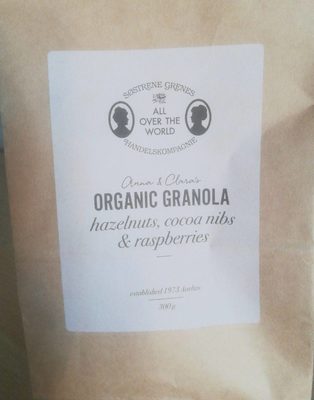 SØSTRENE GRENES
ALL
OVER THE
WORLD
HANDELSKOMPAGNIE
Anna & Clara's
ORGANIC GRANOLA
hazelnuts, cocoa nibs
& raspberries
established 1973 Aarhus
300 g